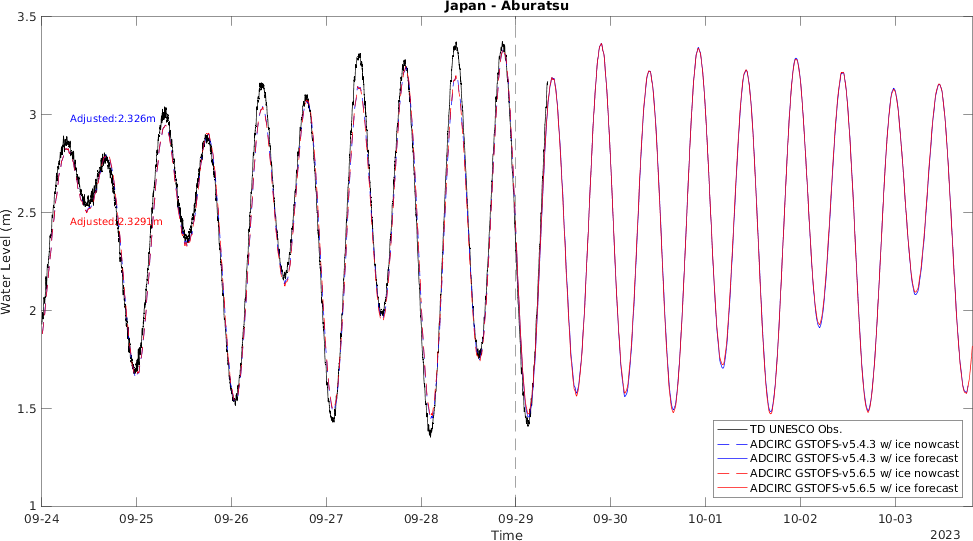 Japan - Aburatsu
3.5
3
2.5
2
1.5
1
Water Level (m)
Adjusted:2.326m
Adjusted:2.3291m
TD UNESCO Obs.
ADCIRC GSTOFS-v5.4.3 w/ ice nowcast
ADCIRC GSTOFS-v5.4.3 w/ ice forecast
ADCIRC GSTOFS-v5.6.5 w/ ice nowcast
ADCIRC GSTOFS-v5.6.5 w/ ice forecast
09-24 09-25 09-26 09-27 09-28 09-29 09-30 10-01 10-02 10-03
Time
2023